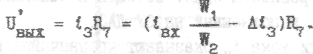 U'вых = i₃R₇ = (iвх W₁/W₂ − Δi₃)R₇.